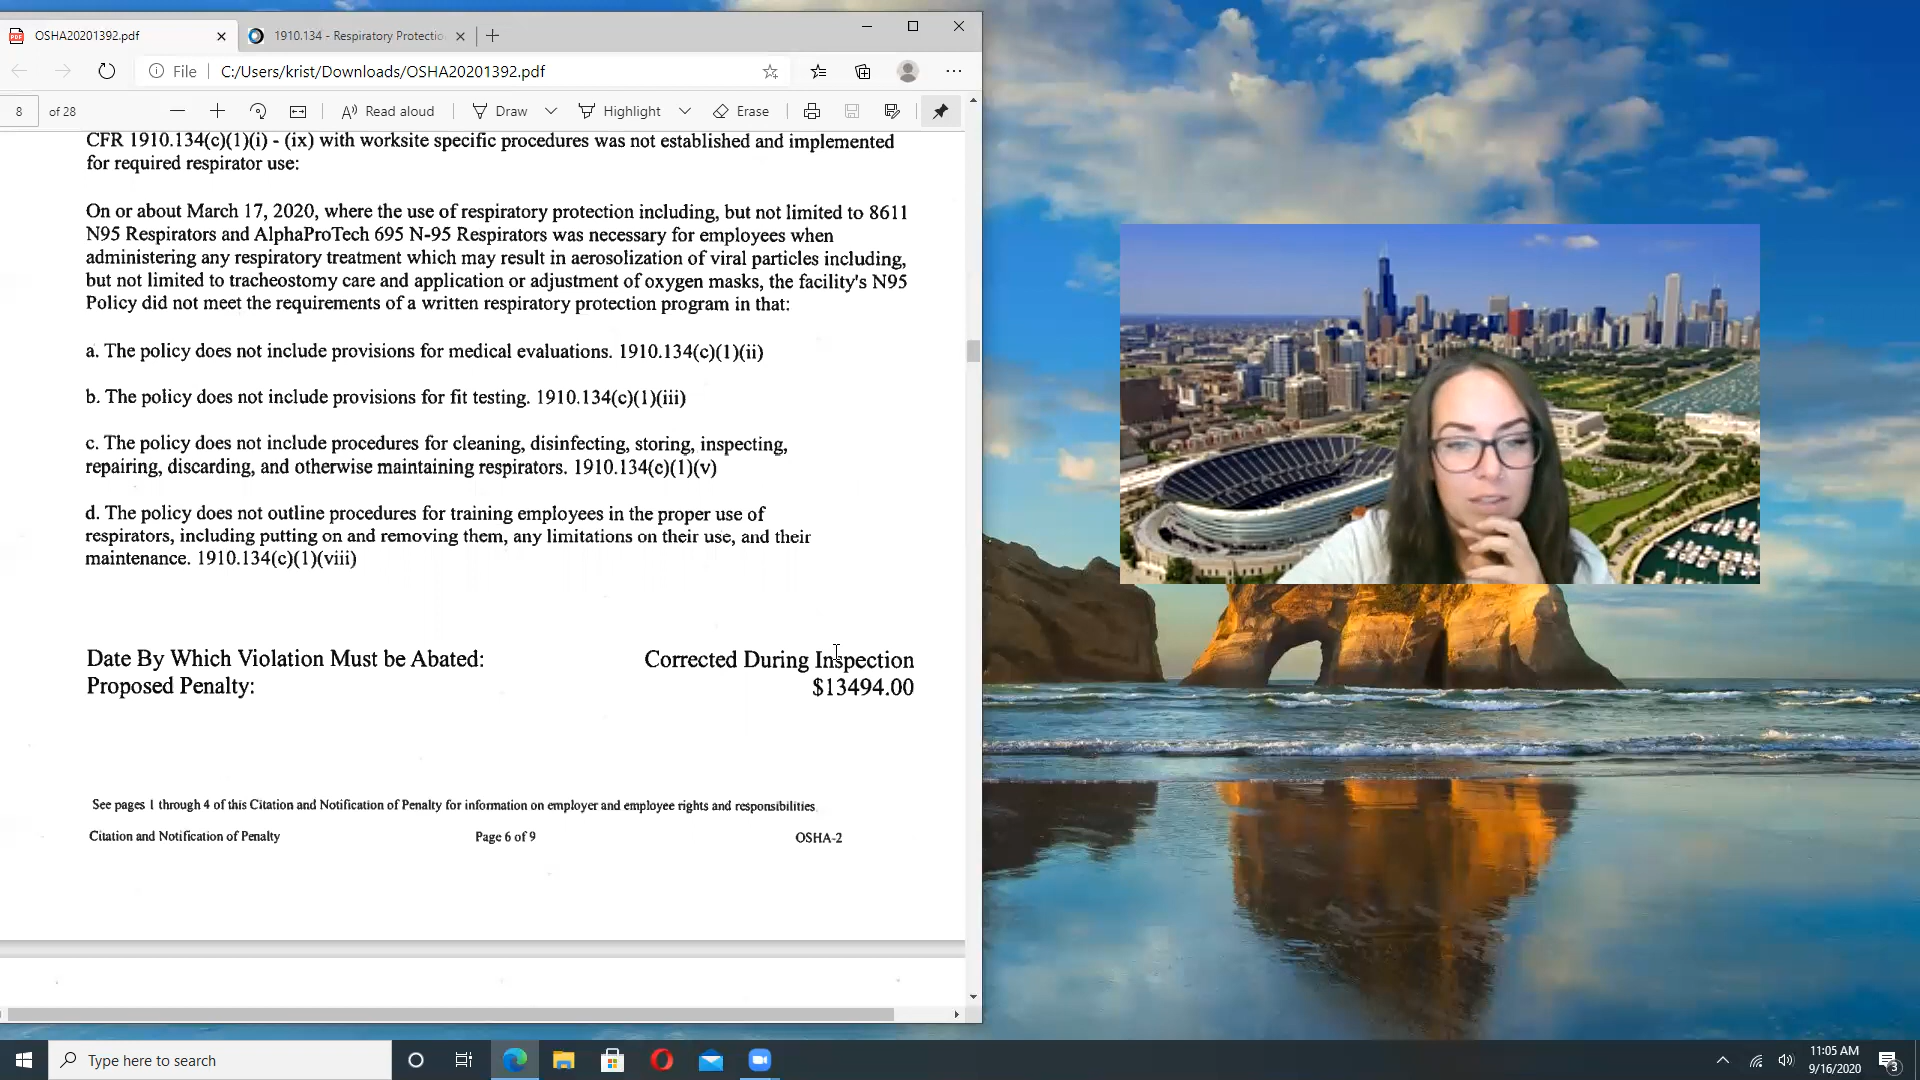 OSHA20201392.pdf
1910.134 - Respiratory Protectio
File
C:/Users/krist/Downloads/OSHA20201392.pdf
8
of 28
Read aloud
Draw
Highlight
Erase
CFR 1910.134(c)(1)(i) - (ix) with worksite specific procedures was not established and implemented
for required respirator use:
On or about March 17, 2020, where the use of respiratory protection including, but not limited to 8611
N95 Respirators and AlphaProTech 695 N-95 Respirators was necessary for employees when
administering any respiratory treatment which may result in aerosolization of viral particles including,
but not limited to tracheostomy care and application or adjustment of oxygen masks, the facility's N95
Policy did not meet the requirements of a written respiratory protection program in that:
a. The policy does not include provisions for medical evaluations. 1910.134(c)(1)(ii)
b. The policy does not include provisions for fit testing. 1910.134(c)(1)(iii)
c. The policy does not include procedures for cleaning, disinfecting, storing, inspecting,
repairing, discarding, and otherwise maintaining respirators. 1910.134(c)(1)(v)
d. The policy does not outline procedures for training employees in the proper use of
respirators, including putting on and removing them, any limitations on their use, and their
maintenance. 1910.134(c)(1)(viii)
Date By Which Violation Must be Abated: Corrected During Inspection
Proposed Penalty: $13494.00
See pages 1 through 4 of this Citation and Notification of Penalty for information on employer and employee rights and responsibilities.
Citation and Notification of Penalty Page 6 of 9 OSHA-2
Type here to search
11:05 AM
9/16/2020
3